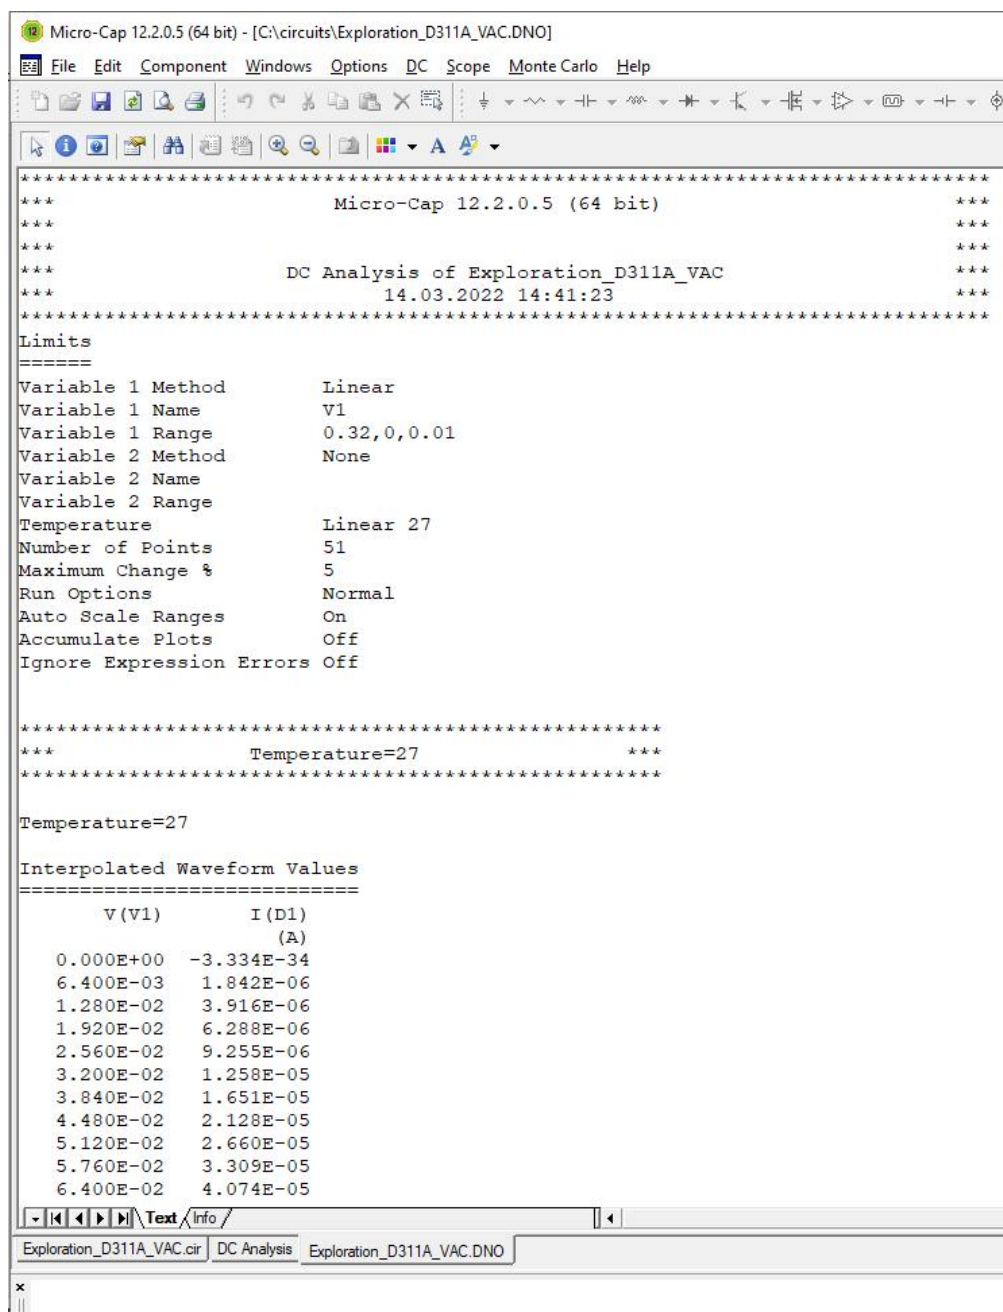 Micro-Cap 12.2.0.5 (64 bit) - [C:\circuits\Exploration_D311A_VAC.DNO]
File Edit Component Windows Options DC Scope Monte Carlo Help
********************************************************************************
*** Micro-Cap 12.2.0.5 (64 bit) ***
*** ***
*** ***
*** DC Analysis of Exploration_D311A_VAC ***
*** 14.03.2022 14:41:23 ***
********************************************************************************
Limits
======
Variable 1 Method Linear
Variable 1 Name V1
Variable 1 Range 0.32,0,0.01
Variable 2 Method None
Variable 2 Name
Variable 2 Range
Temperature Linear 27
Number of Points 51
Maximum Change % 5
Run Options Normal
Auto Scale Ranges On
Accumulate Plots Off
Ignore Expression Errors Off
*****************************************************
*** Temperature=27 ***
*****************************************************
Temperature=27
Interpolated Waveform Values
============================
V(V1) I(D1)
(A)
0.000E+00 -3.334E-34
6.400E-03 1.842E-06
1.280E-02 3.916E-06
1.920E-02 6.288E-06
2.560E-02 9.255E-06
3.200E-02 1.258E-05
3.840E-02 1.651E-05
4.480E-02 2.128E-05
5.120E-02 2.660E-05
5.760E-02 3.309E-05
6.400E-02 4.074E-05
Text Info
Exploration_D311A_VAC.cir DC Analysis Exploration_D311A_VAC.DNO